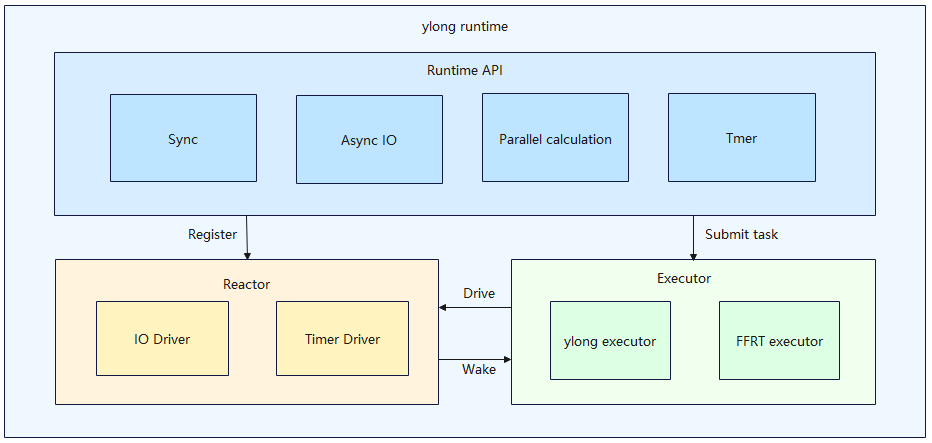 ylong runtime
Runtime API
Sync
Async IO
Parallel calculation
Tmer
Register
Submit task
Reactor
Executor
IO Driver
Timer Driver
Drive
Wake
ylong executor
FFRT executor